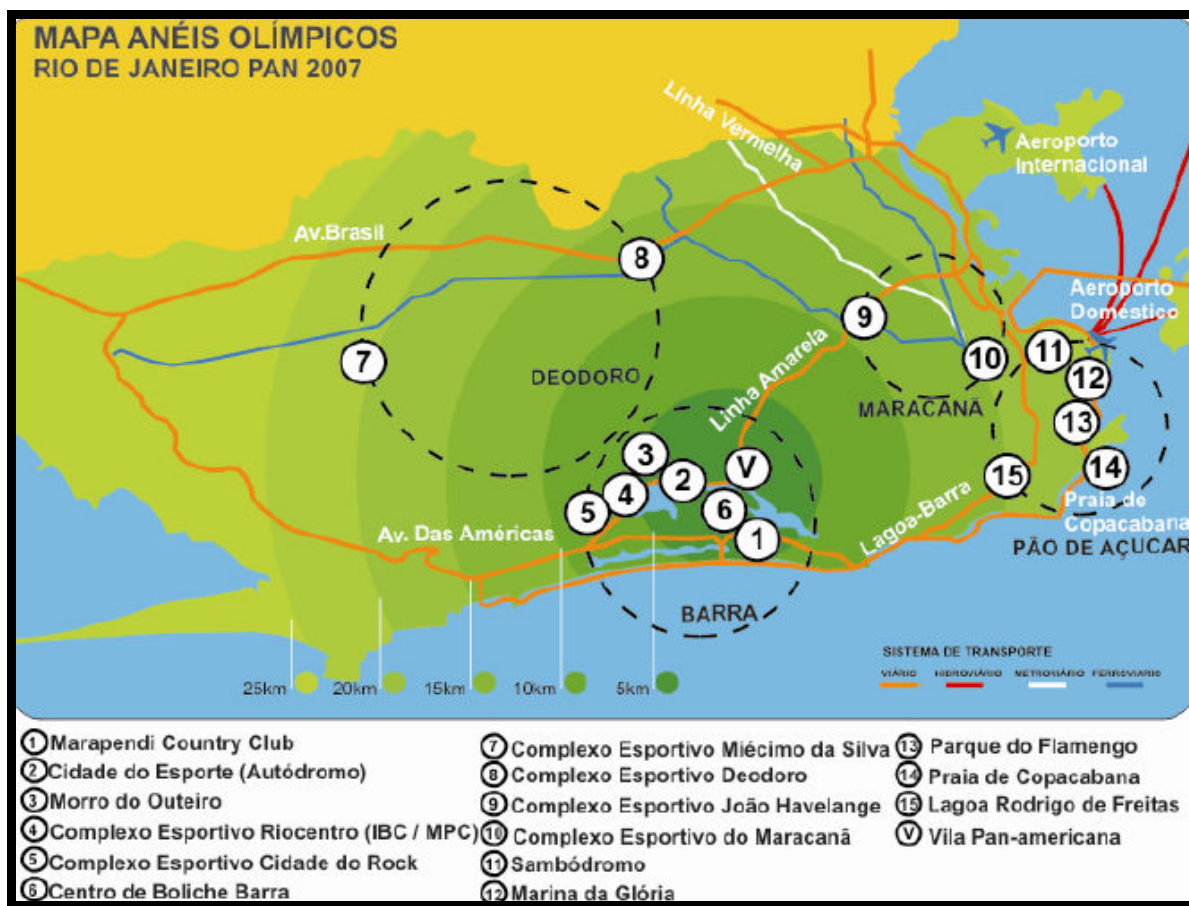 MAPA ANÉIS OLÍMPICOS
RIO DE JANEIRO PAN 2007
Linha Vermelha
Aeroporto
Internacional
Av.Brasil
8
9
Aeroporto
Doméstico
7
10
11
12
DEODORO
Linha Amarela
MARACANÃ
13
3
V
2
14
4
15
5
6
Praia de
Copacabana
Av. Das Américas
1
Lagoa-Barra
PÃO DE AÇUCAR
BARRA
SISTEMA DE TRANSPORTE
VIÁRIO HIDROVIÁRIO METROVIÁRIO FERROVIARIO
25km 20km 15km 10km 5km
1 Marapendi Country Club
2 Cidade do Esporte (Autódromo)
3 Morro do Outeiro
4 Complexo Esportivo Riocentro (IBC / MPC)
5 Complexo Esportivo Cidade do Rock
6 Centro de Boliche Barra
7 Complexo Esportivo Miécimo da Silva
8 Complexo Esportivo Deodoro
9 Complexo Esportivo João Havelange
10 Complexo Esportivo do Maracanã
11 Sambódromo
12 Marina da Glória
13 Parque do Flamengo
14 Praia de Copacabana
15 Lagoa Rodrigo de Freitas
V Vila Pan-americana